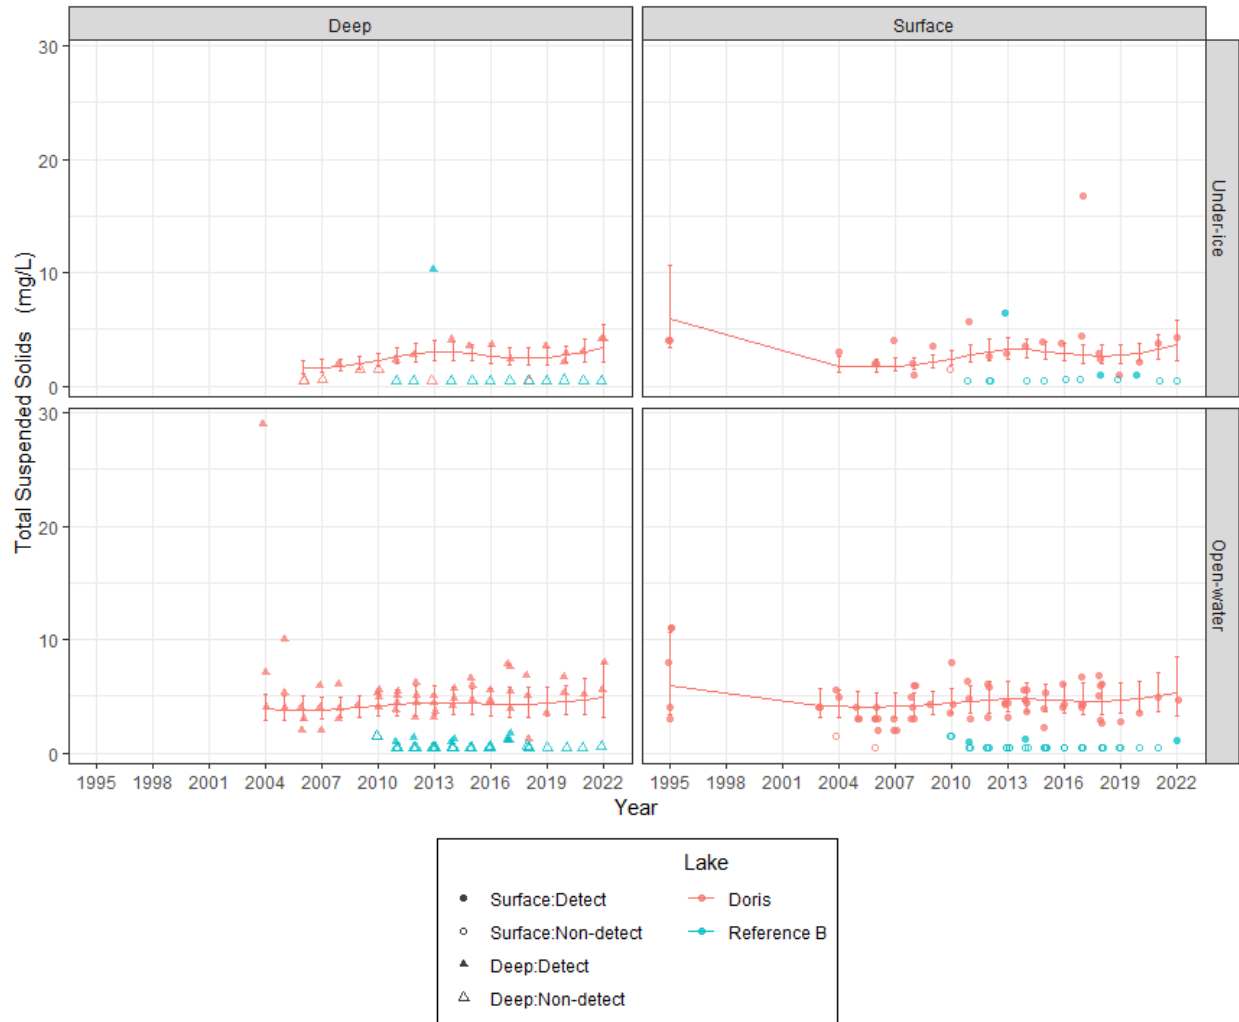 Deep Surface
30
20
10
0
Under-ice
30
20
10
0
Open-water
Total Suspended Solids (mg/L)
1995 1998 2001 2004 2007 2010 2013 2016 2019 2022 1995 1998 2001 2004 2007 2010 2013 2016 2019 2022
Year
Lake
Surface:Detect Doris
Surface:Non-detect Reference B
Deep:Detect
Deep:Non-detect